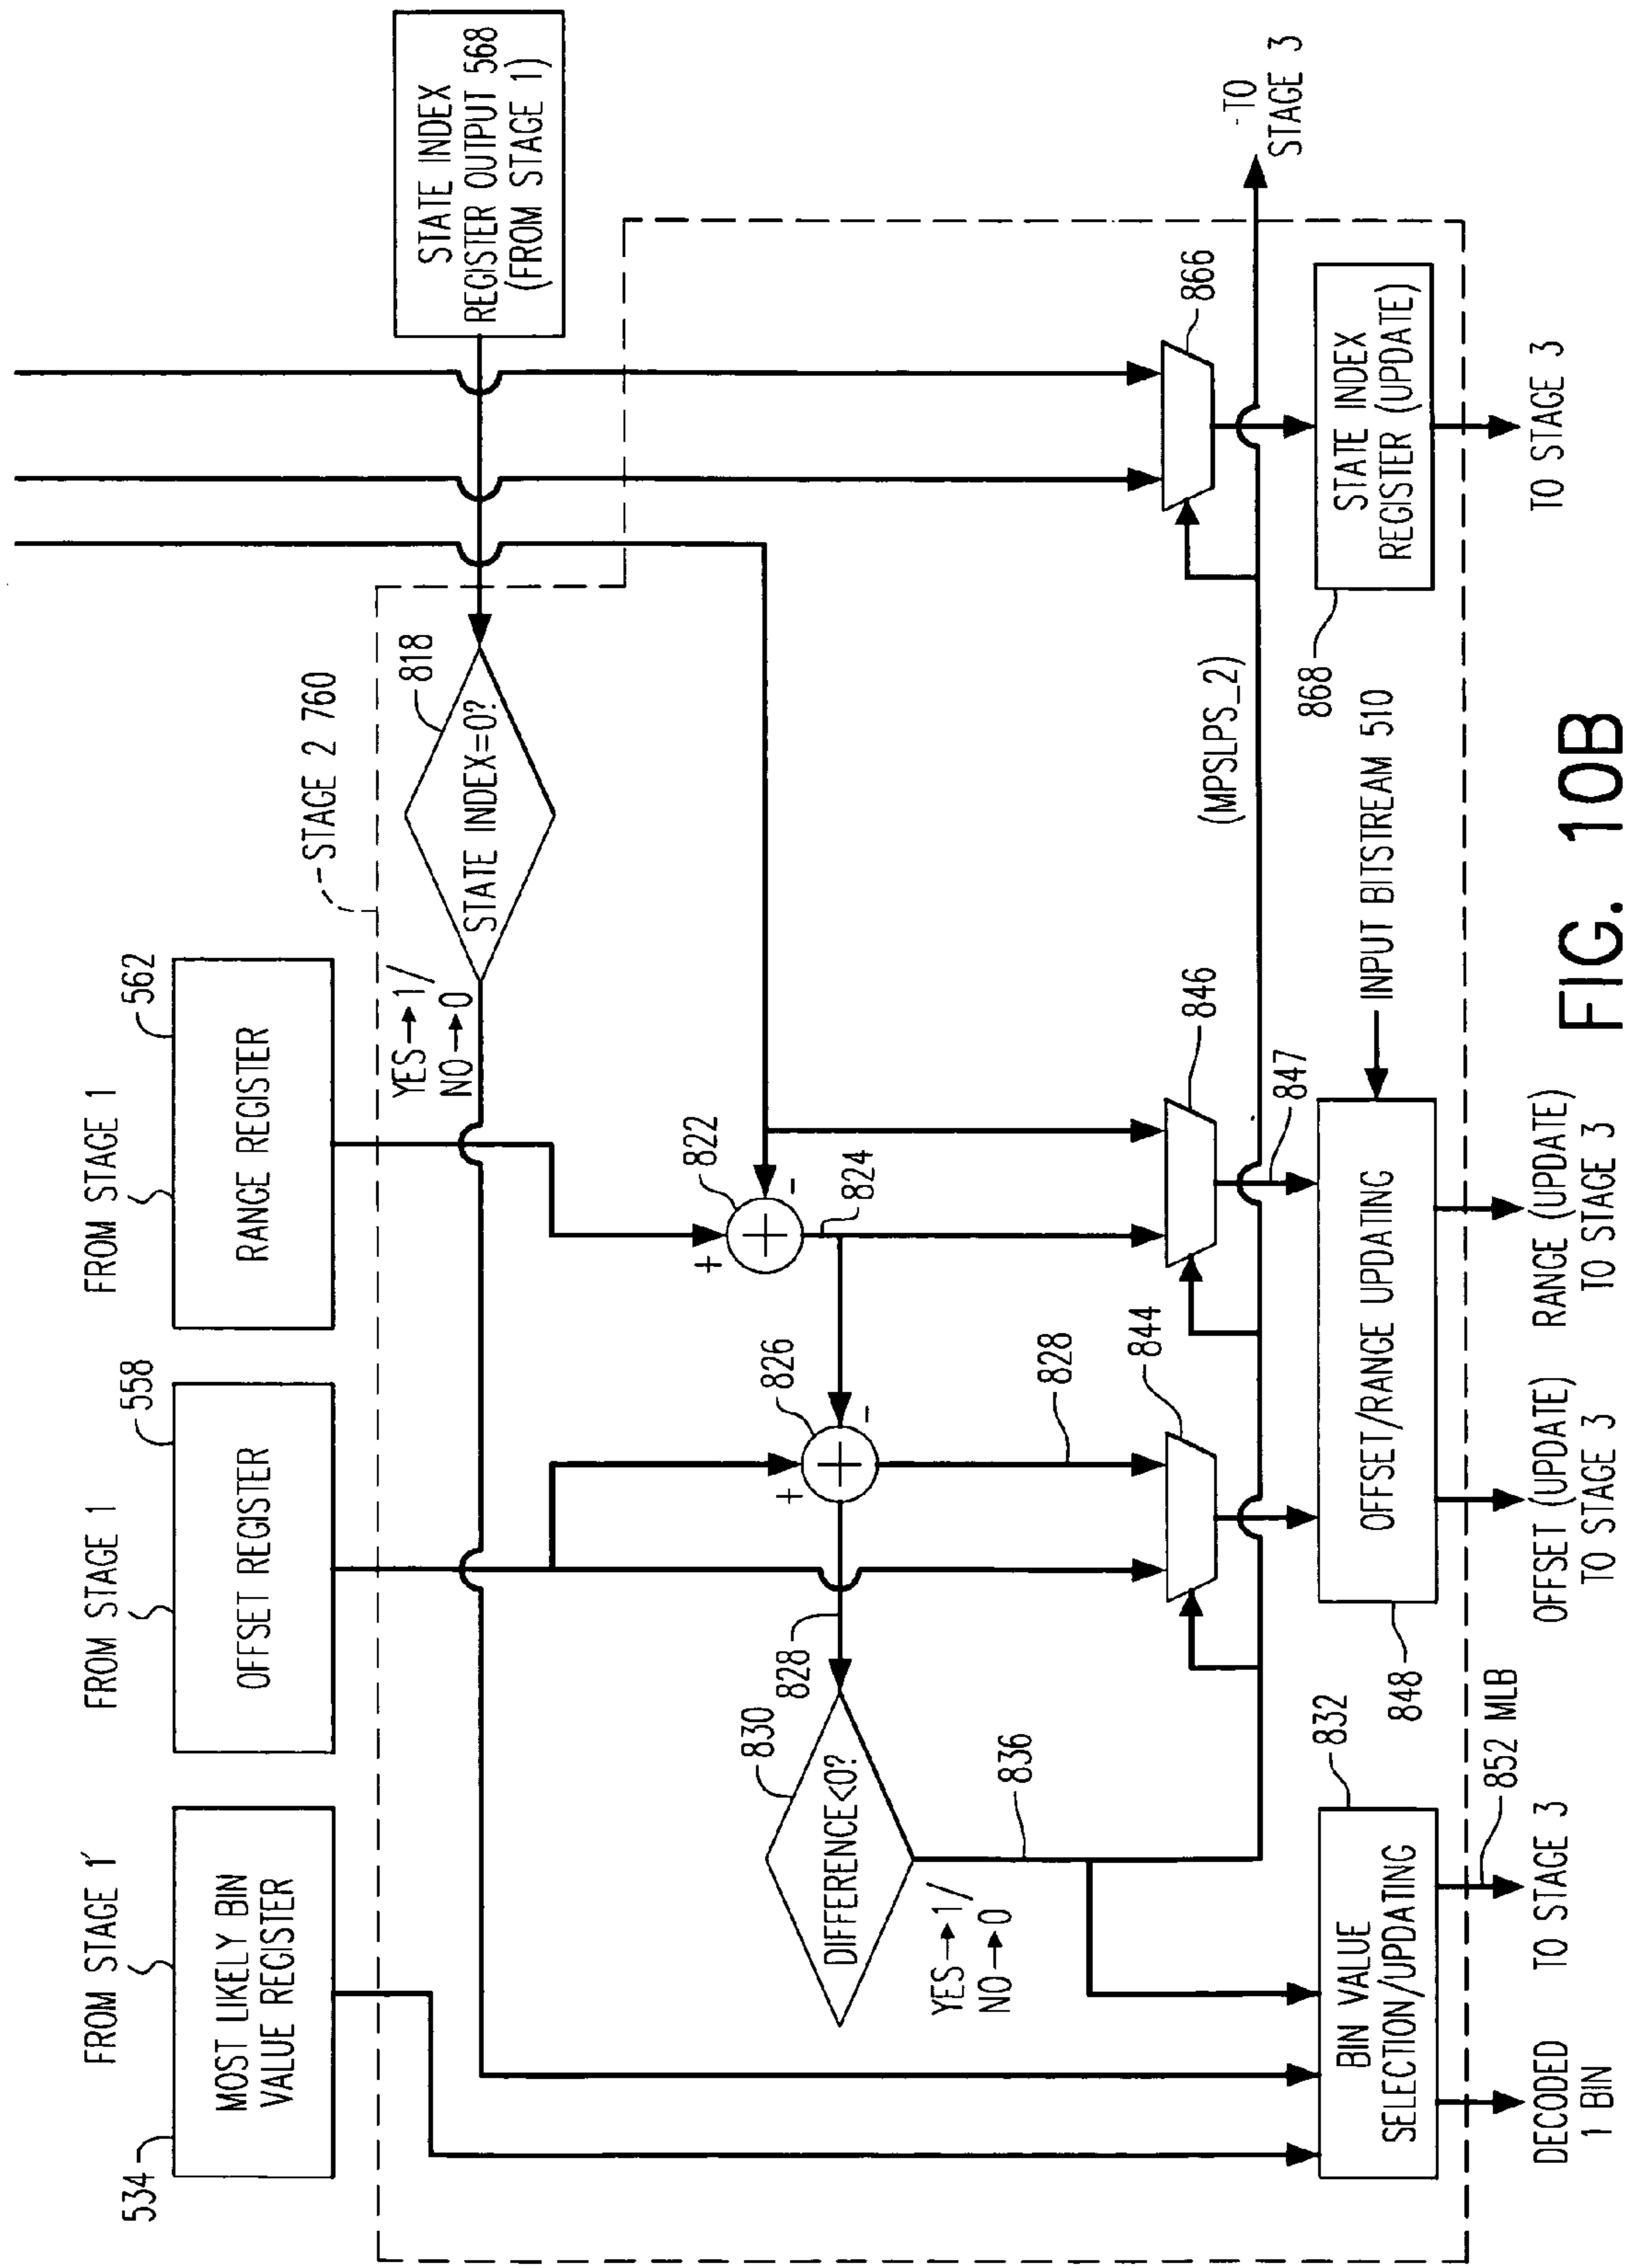 FROM STAGE 1
FROM STAGE 1
FROM STAGE 1
534
MOST LIKELY BIN
VALUE REGISTER
558
OFFSET REGISTER
562
RANGE REGISTER
STATE INDEX
REGISTER OUTPUT 568
(FROM STAGE 1)
STAGE 2 760
818
STATE INDEX=0?
YES→1/
NO→0
822
+
-
824
826
+
-
828
828
830
DIFFERENCE<0?
YES→1/
NO→0
836
844
846
847
(MPSLPS_2)
866
TO
STAGE 3
INPUT BITSTREAM 510
832
BIN VALUE
SELECTION/UPDATING
848
OFFSET/RANGE UPDATING
868
STATE INDEX
REGISTER (UPDATE)
852 MLB
DECODED
1 BIN
TO STAGE 3
OFFSET (UPDATE)
TO STAGE 3
RANGE (UPDATE)
TO STAGE 3
TO STAGE 3
FIG. 10B